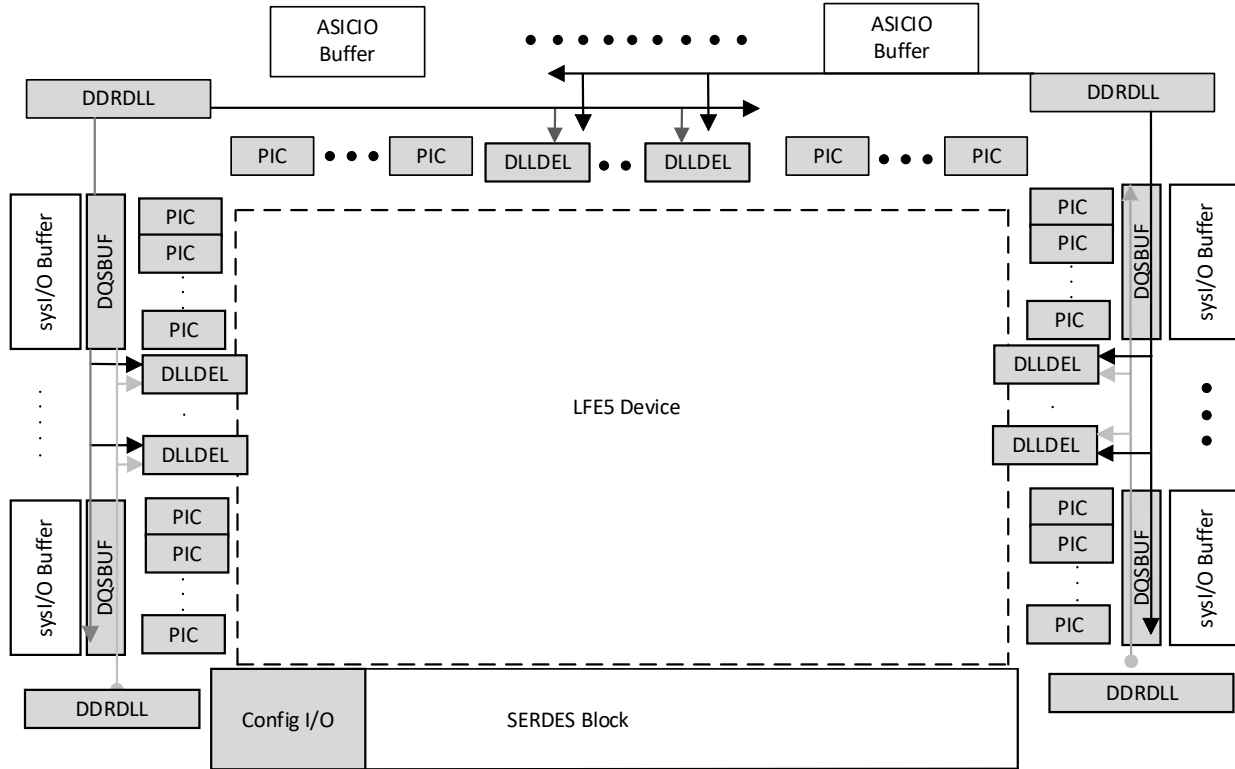 ASICIO
Buffer
ASICIO
Buffer
DDRDLL
DDRDLL
PIC
PIC
DLLDEL
DLLDEL
PIC
PIC
sysI/O Buffer
DQSBUF
PIC
PIC
PIC
DLLDEL
DLLDEL
sysI/O Buffer
DQSBUF
PIC
PIC
PIC
DDRDLL
LFE5 Device
PIC
PIC
PIC
DQSBUF
sysI/O Buffer
DLLDEL
DLLDEL
PIC
PIC
PIC
DQSBUF
sysI/O Buffer
DDRDLL
Config I/O
SERDES Block